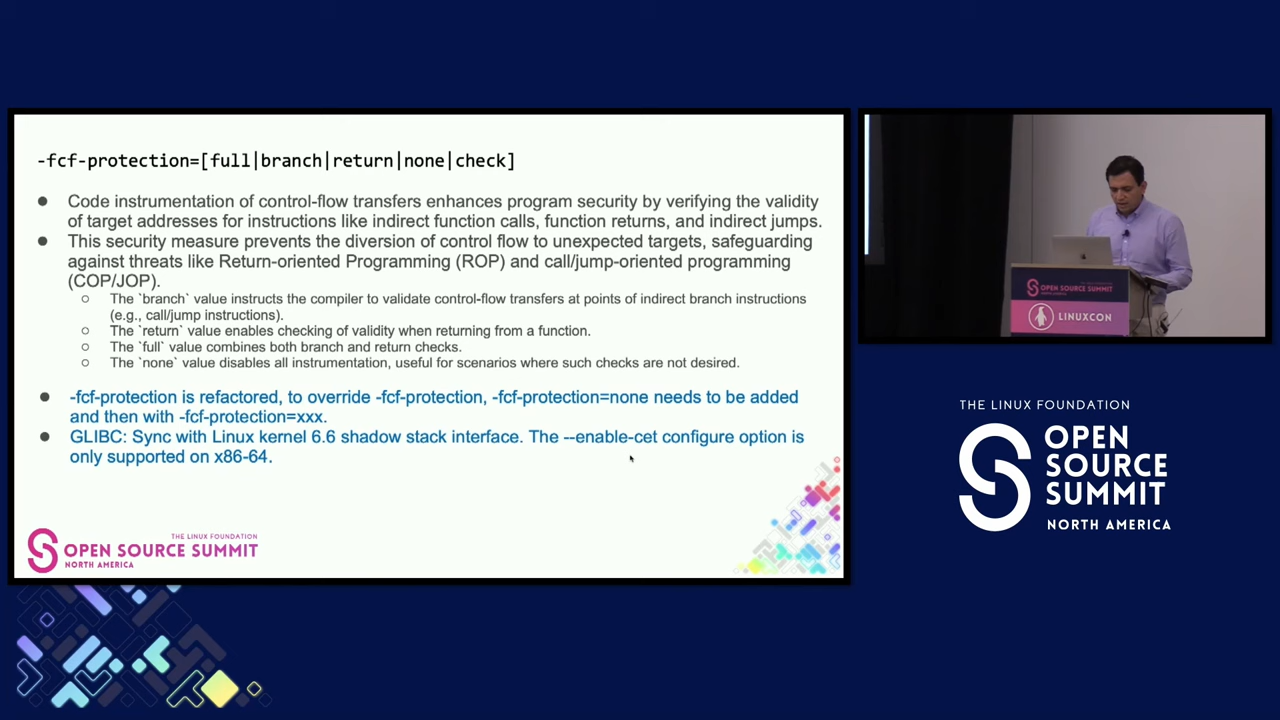 -fcf-protection=[full|branch|return|none|check]
● Code instrumentation of control-flow transfers enhances program security by verifying the validity
of target addresses for instructions like indirect function calls, function returns, and indirect jumps.
● This security measure prevents the diversion of control flow to unexpected targets, safeguarding
against threats like Return-oriented Programming (ROP) and call/jump-oriented programming
(COP/JOP).
○ The `branch` value instructs the compiler to validate control-flow transfers at points of indirect branch instructions
(e.g., call/jump instructions).
○ The `return` value enables checking of validity when returning from a function.
○ The `full` value combines both branch and return checks.
○ The `none` value disables all instrumentation, useful for scenarios where such checks are not desired.
● -fcf-protection is refactored, to override -fcf-protection, -fcf-protection=none needs to be added
and then with -fcf-protection=xxx.
● GLIBC: Sync with Linux kernel 6.6 shadow stack interface. The --enable-cet configure option is
only supported on x86-64.
THE LINUX FOUNDATION
OPEN SOURCE SUMMIT
NORTH AMERICA
OPEN SOURCE SUMMIT
LINUXCON
THE LINUX FOUNDATION
OPEN
SOURCE
SUMMIT
NORTH AMERICA